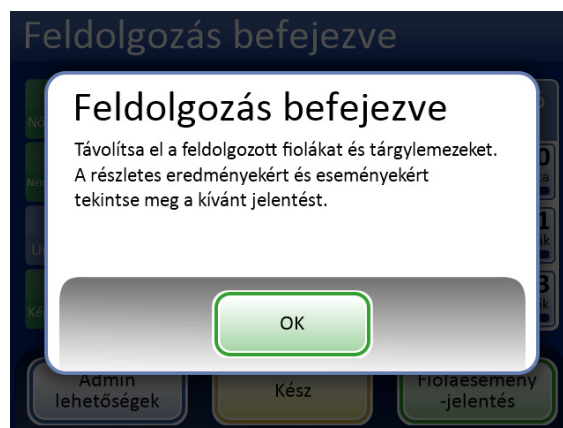 Feldolgozás befejezve
Feldolgozás befejezve
Távolítsa el a feldolgozott fiolákat és tárgylemezeket.
A részletes eredményekért és eseményekért
tekintse meg a kívánt jelentést.
OK
Admin
lehetőségek
Kész
Fiolaesemény
-jelentés